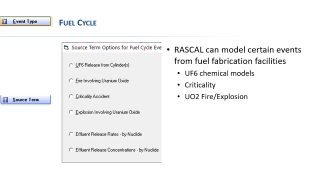 Event Type
FUEL CYCLE
Source Term Options for Fuel Cycle Eve
UF6 Release from Cylinder(s)
Fire Involving Uranium Oxide
Criticality Accident
Explosion Involving Uranium Oxide
Effluent Release Rates - by Nuclide
Effluent Release Concentrations - by Nuclide
Source Term
• RASCAL can model certain events
from fuel fabrication facilities
• UF6 chemical models
• Criticality
• UO2 Fire/Explosion